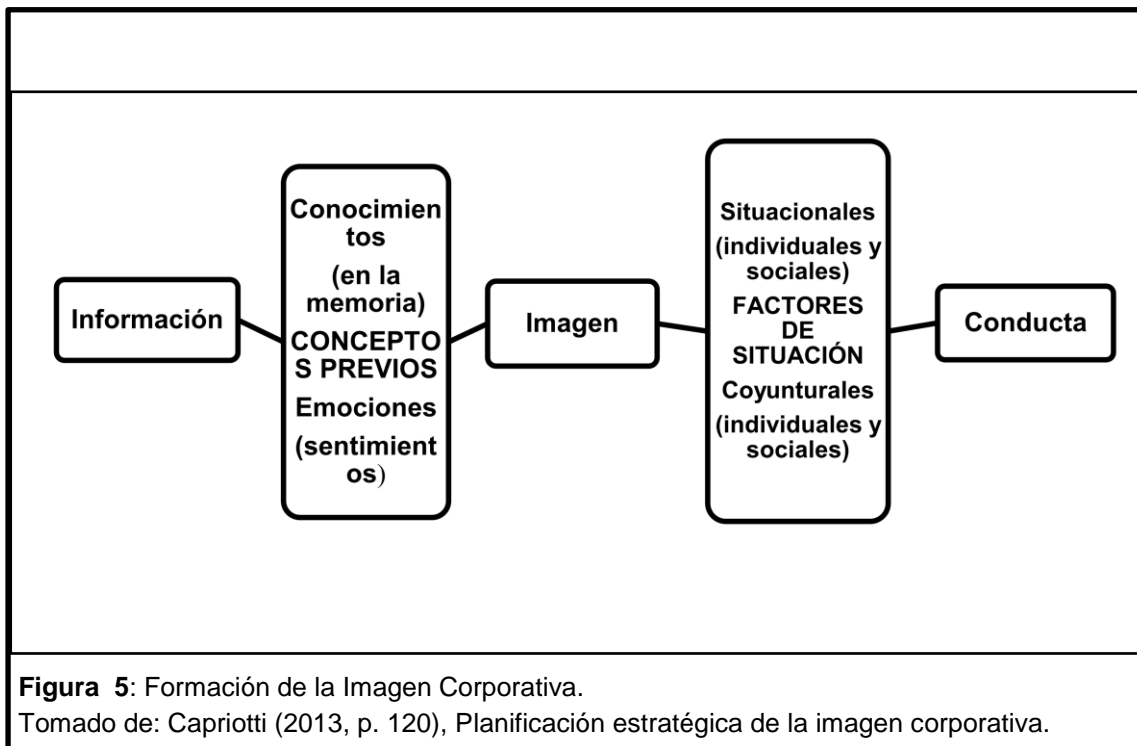 Información
Conocimien
tos
(en la
memoria)
CONCEPTO
S PREVIOS
Emociones
(sentimient
os)
Imagen
Situacionales
(individuales y
sociales)
FACTORES
DE
SITUACIÓN
Coyunturales
(individuales y
sociales)
Conducta
Figura 5: Formación de la Imagen Corporativa.
Tomado de: Capriotti (2013, p. 120), Planificación estratégica de la imagen corporativa.